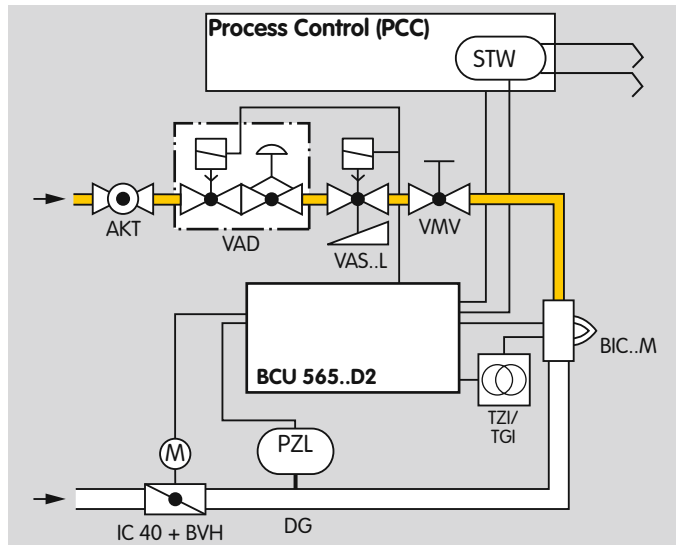 Process Control (PCC)
STW
AKT
VAD
VAS..L
VMV
BCU 565..D2
BIC..M
TZI/
TGI
M
PZL
IC 40 + BVH
DG